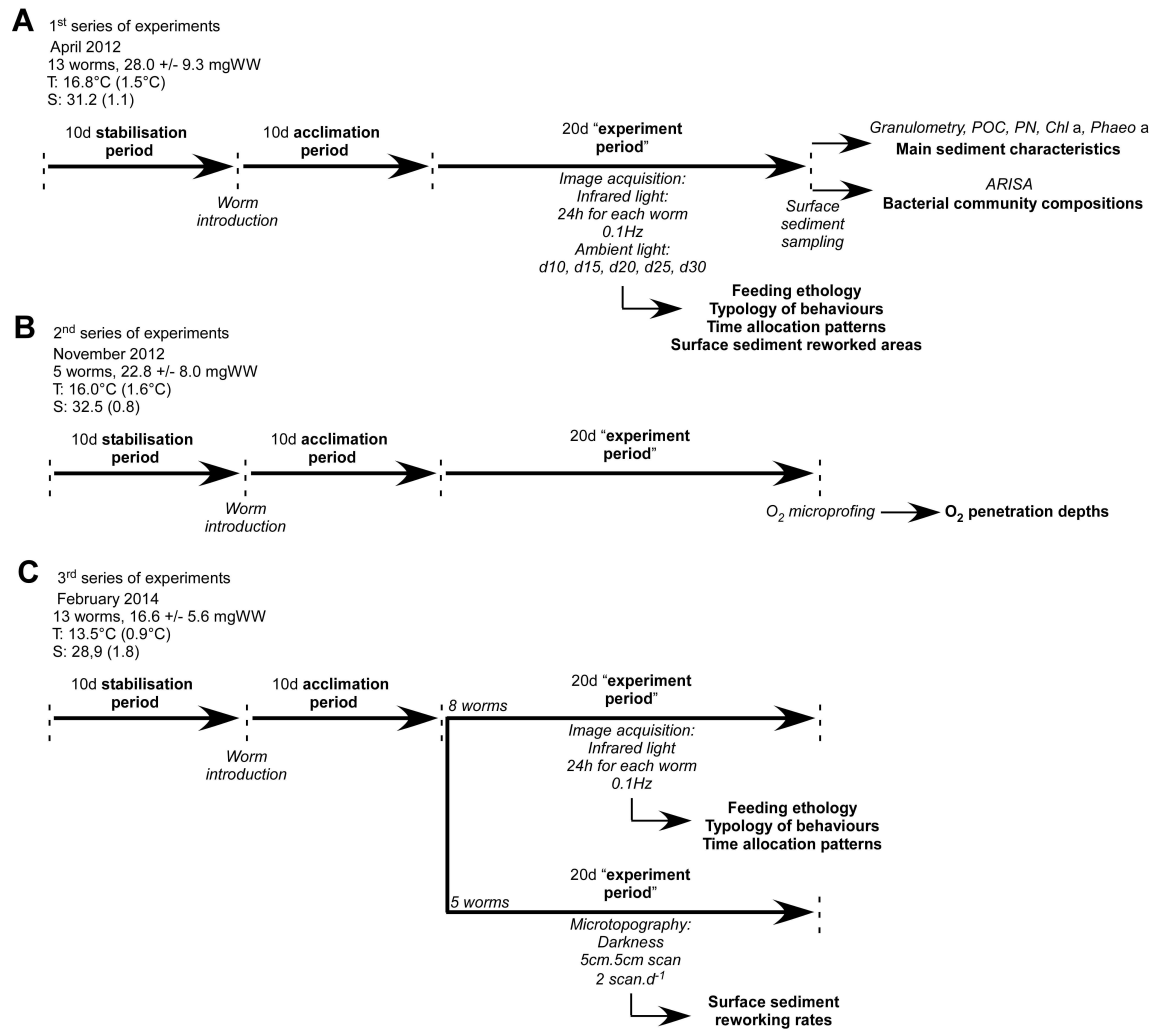 A
1st series of experiments
April 2012
13 worms, 28.0 +/- 9.3 mgWW
T: 16.8°C (1.5°C)
S: 31.2 (1.1)
10d stabilisation
period
10d acclimation
period
20d “experiment
period”
Worm
introduction
Image acquisition:
Infrared light:
24h for each worm
0.1Hz
Ambient light:
d10, d15, d20, d25, d30
Feeding ethology
Typology of behaviours
Time allocation patterns
Surface sediment reworked areas
Surface
sediment
sampling
Granulometry, POC, PN, Chl a, Phaeo a
Main sediment characteristics
ARISA
Bacterial community compositions
B
2nd series of experiments
November 2012
5 worms, 22.8 +/- 8.0 mgWW
T: 16.0°C (1.6°C)
S: 32.5 (0.8)
10d stabilisation
period
10d acclimation
period
20d “experiment
period”
Worm
introduction
O2 microprofing
O2 penetration depths
C
3rd series of experiments
February 2014
13 worms, 16.6 +/- 5.6 mgWW
T: 13.5°C (0.9°C)
S: 28,9 (1.8)
10d stabilisation
period
10d acclimation
period
8 worms
20d “experiment
period”
Worm
introduction
Image acquisition:
Infrared light
24h for each worm
0.1Hz
Feeding ethology
Typology of behaviours
Time allocation patterns
5 worms
20d “experiment
period”
Microtopography:
Darkness
5cm.5cm scan
2 scan.d-1
Surface sediment
reworking rates